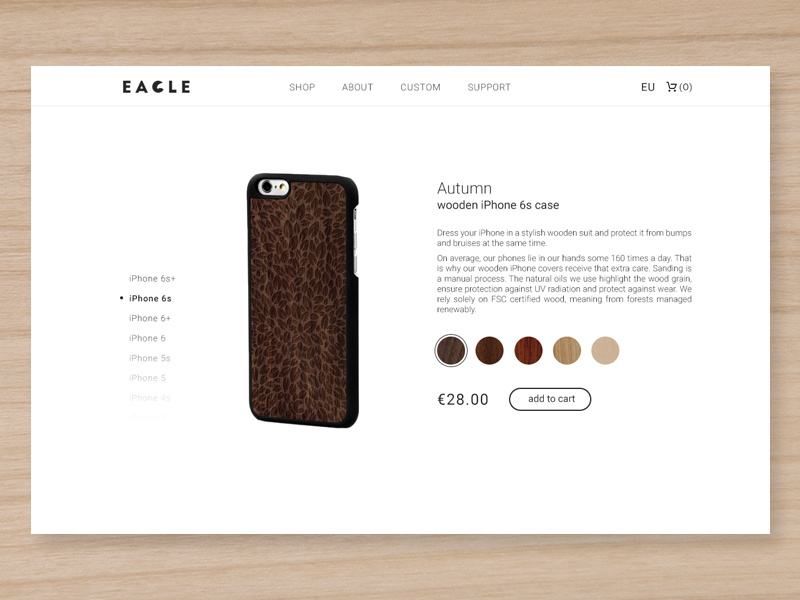 EAGLE
SHOP ABOUT CUSTOM SUPPORT
EU (0)
Autumn
wooden iPhone 6s case
Dress your iPhone in a stylish wooden suit and protect it from bumps
and bruises at the same time.
On average, our phones lie in our hands some 160 times a day. That
is why our wooden iPhone covers receive that extra care. Sanding is
a manual process. The natural oils we use highlight the wood grain,
ensure protection against UV radiation and protect against wear. We
rely solely on FSC certified wood, meaning from forests managed
renewably.
iPhone 6s+
iPhone 6s
iPhone 6+
iPhone 6
iPhone 5s
iPhone 5
iPhone 4s
€28.00 add to cart